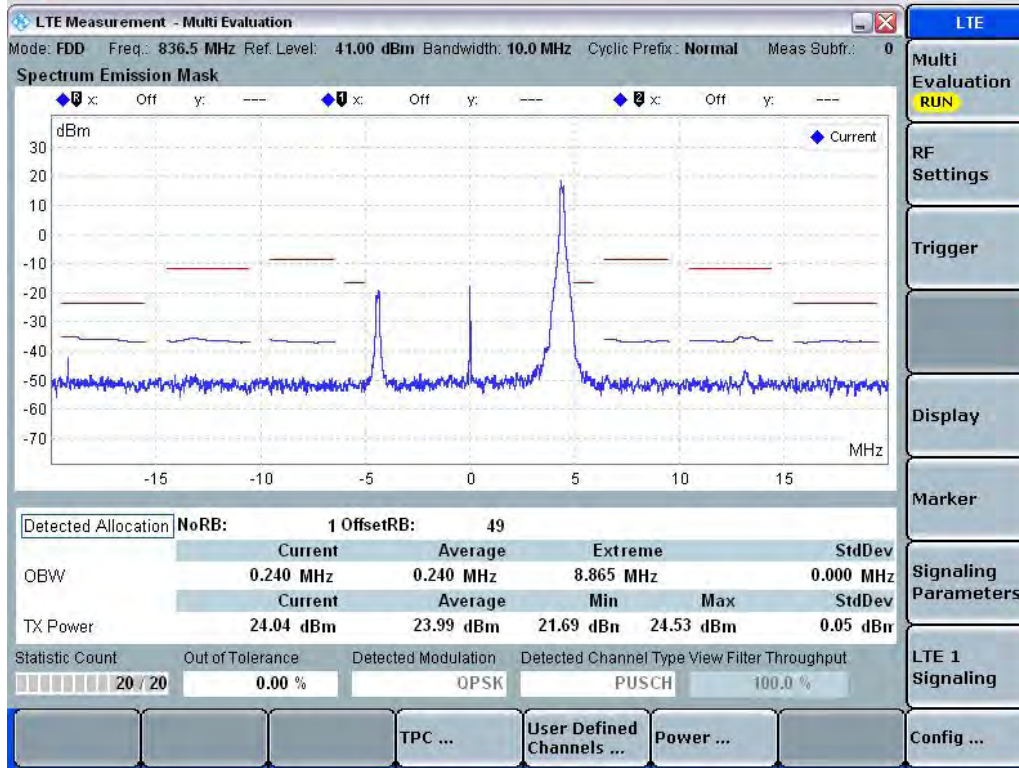 LTE Measurement - Multi Evaluation
LTE
Mode: FDD Freq.: 836.5 MHz Ref. Level: 41.00 dBm Bandwidth: 10.0 MHz Cyclic Prefix: Normal Meas Subfr.: 0
Spectrum Emission Mask
Multi
Evaluation
RUN
R x: Off y: --- 1 x: Off y: --- 2 x: Off y: ---
dBm
Current
30
20
10
0
-10
-20
-30
-40
-50
-60
-70
MHz
-15 -10 -5 0 5 10 15
RF
Settings
Trigger
Display
Marker
Signaling
Parameters
LTE 1
Signaling
Detected Allocation NoRB: 1 OffsetRB: 49
Current Average Extreme StdDev
OBW 0.240 MHz 0.240 MHz 8.865 MHz 0.000 MHz
Current Average Min Max StdDev
TX Power 24.04 dBm 23.99 dBm 21.69 dBm 24.53 dBm 0.05 dBm
Statistic Count Out of Tolerance Detected Modulation Detected Channel Type View Filter Throughput
20 / 20 0.00 % QPSK PUSCH 100.0 %
TPC ...
User Defined
Channels ...
Power ...
Config ...